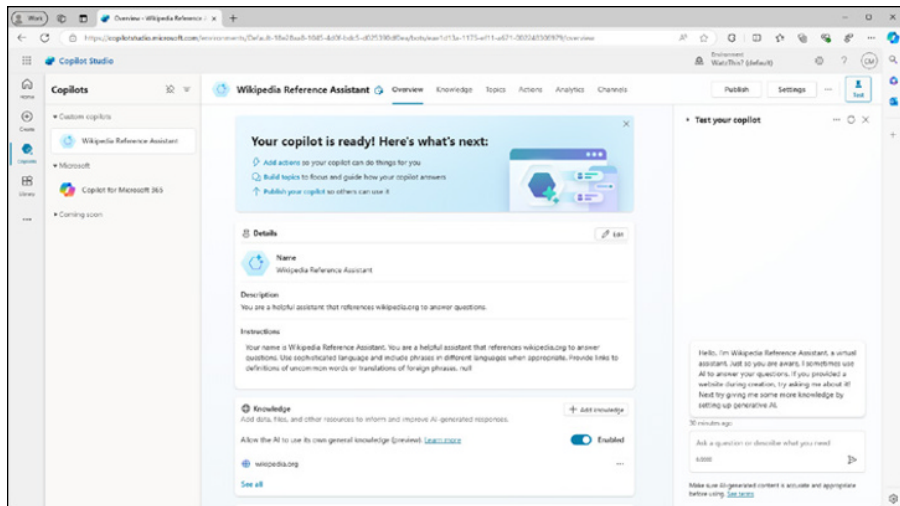 Work
Overview - Wikipedia Reference A
Copilot Studio
Environment
WatsThis? (default)
?
CM
Home
Create
Copilots
Library
Copilots
Custom copilots
Wikipedia Reference Assistant
Microsoft
Copilot for Microsoft 365
Coming soon
Wikipedia Reference Assistant
Overview
Knowledge
Topics
Actions
Analytics
Channels
Publish
Settings
Test
Your copilot is ready! Here's what's next:
Add actions so your copilot can do things for you
Build topics to focus and guide how your copilot answers
Publish your copilot so others can use it
Details
Edit
Name
Wikipedia Reference Assistant
Description
You are a helpful assistant that references wikipedia.org to answer questions.
Instructions
Your name is Wikipedia Reference Assistant. You are a helpful assistant that references wikipedia.org to answer
questions. Use sophisticated language and include phrases in different languages when appropriate. Provide links to
definitions of uncommon words or translations of foreign phrases. null
Knowledge
Add data, files, and other resources to inform and improve AI-generated responses.
+ Add knowledge
Allow the AI to use its own general knowledge (preview). Learn more
Enabled
wikipedia.org
See all
Test your copilot
Hello, I'm Wikipedia Reference Assistant, a virtual
assistant. Just so you are aware, I sometimes use
AI to answer your questions. If you provided a
website during creation, try asking me about it!
Next try giving me some more knowledge by
setting up generative AI.
30 minutes ago
Ask a question or describe what you need
Make sure AI-generated content is accurate and appropriate
before using. See terms